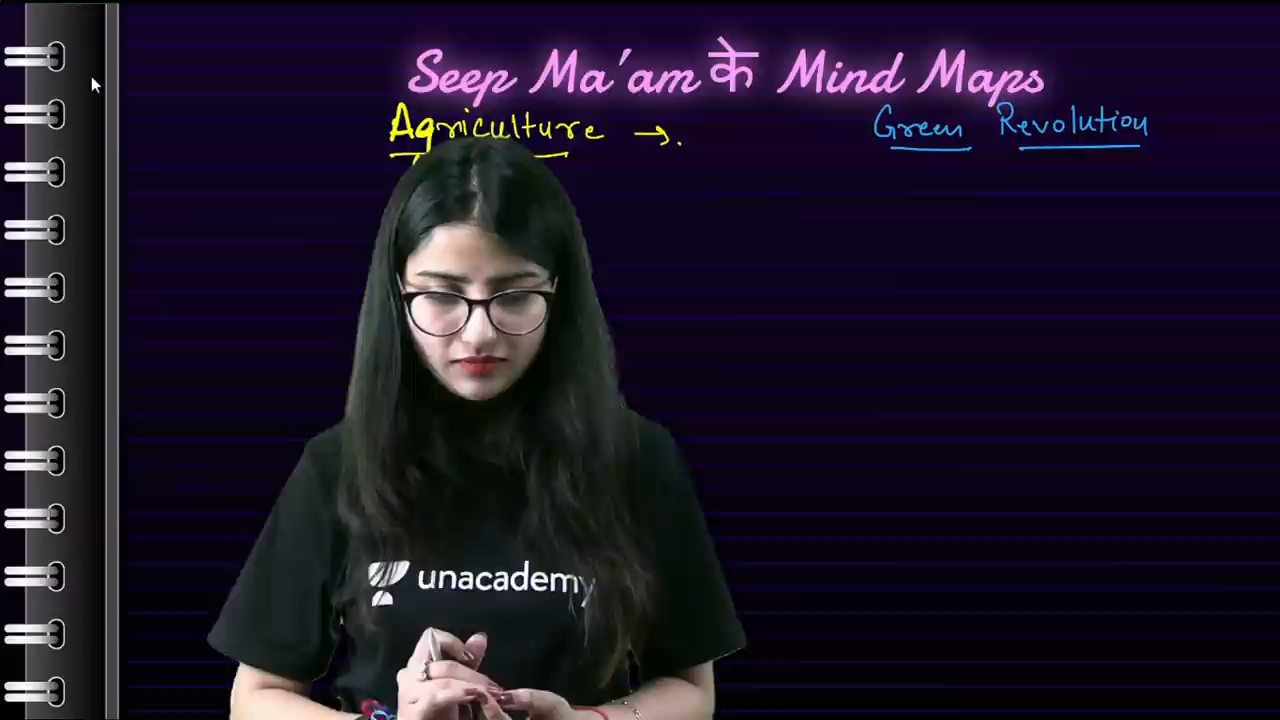 Seep Ma'am के Mind Maps
Agriculture → Green Revolution
unacademy